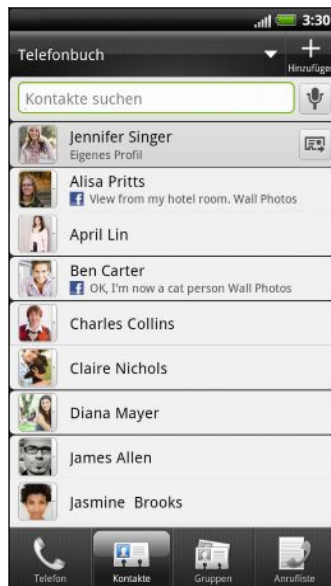 3:30
Telefonbuch
Hinzufügen
Kontakte suchen
Jennifer Singer
Eigenes Profil
Alisa Pritts
View from my hotel room. Wall Photos
April Lin
Ben Carter
OK, I'm now a cat person Wall Photos
Charles Collins
Claire Nichols
Diana Mayer
James Allen
Jasmine Brooks
Telefon Kontakte Gruppen Anrufliste